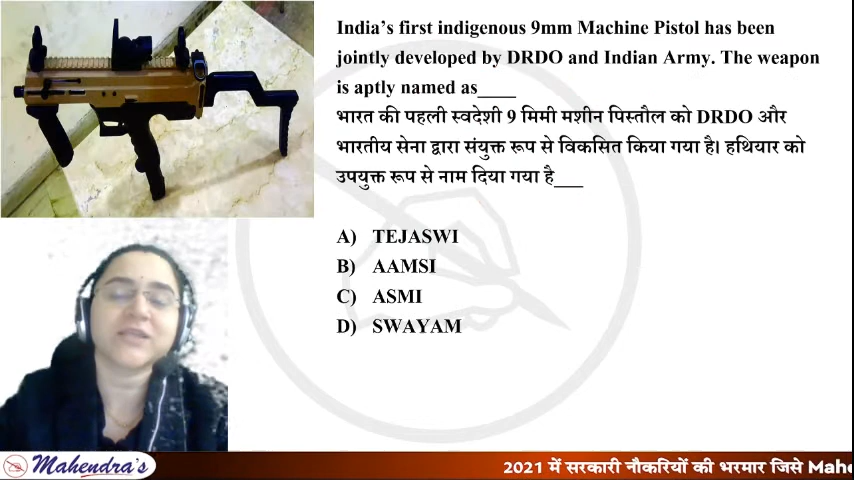 India’s first indigenous 9mm Machine Pistol has been
jointly developed by DRDO and Indian Army. The weapon
is aptly named as____
भारत की पहली स्वदेशी 9 मिमी मशीन पिस्तौल को DRDO और
भारतीय सेना द्वारा संयुक्त रूप से विकसित किया गया है। हथियार को
उपयुक्त रूप से नाम दिया गया है___
A) TEJASWI
B) AAMSI
C) ASMI
D) SWAYAM
Mahendra's
2021 में सरकारी नौकरियों की भरमार जिसे Mahe